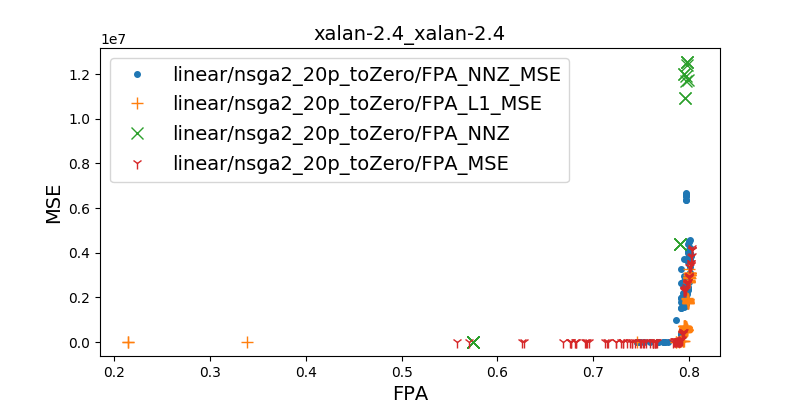 xalan-2.4_xalan-2.4
1e7
linear/nsga2_20p_toZero/FPA_NNZ_MSE
linear/nsga2_20p_toZero/FPA_L1_MSE
linear/nsga2_20p_toZero/FPA_NNZ
linear/nsga2_20p_toZero/FPA_MSE
1.2
1.0
0.8
0.6
0.4
0.2
0.0
MSE
0.2 0.3 0.4 0.5 0.6 0.7 0.8
FPA